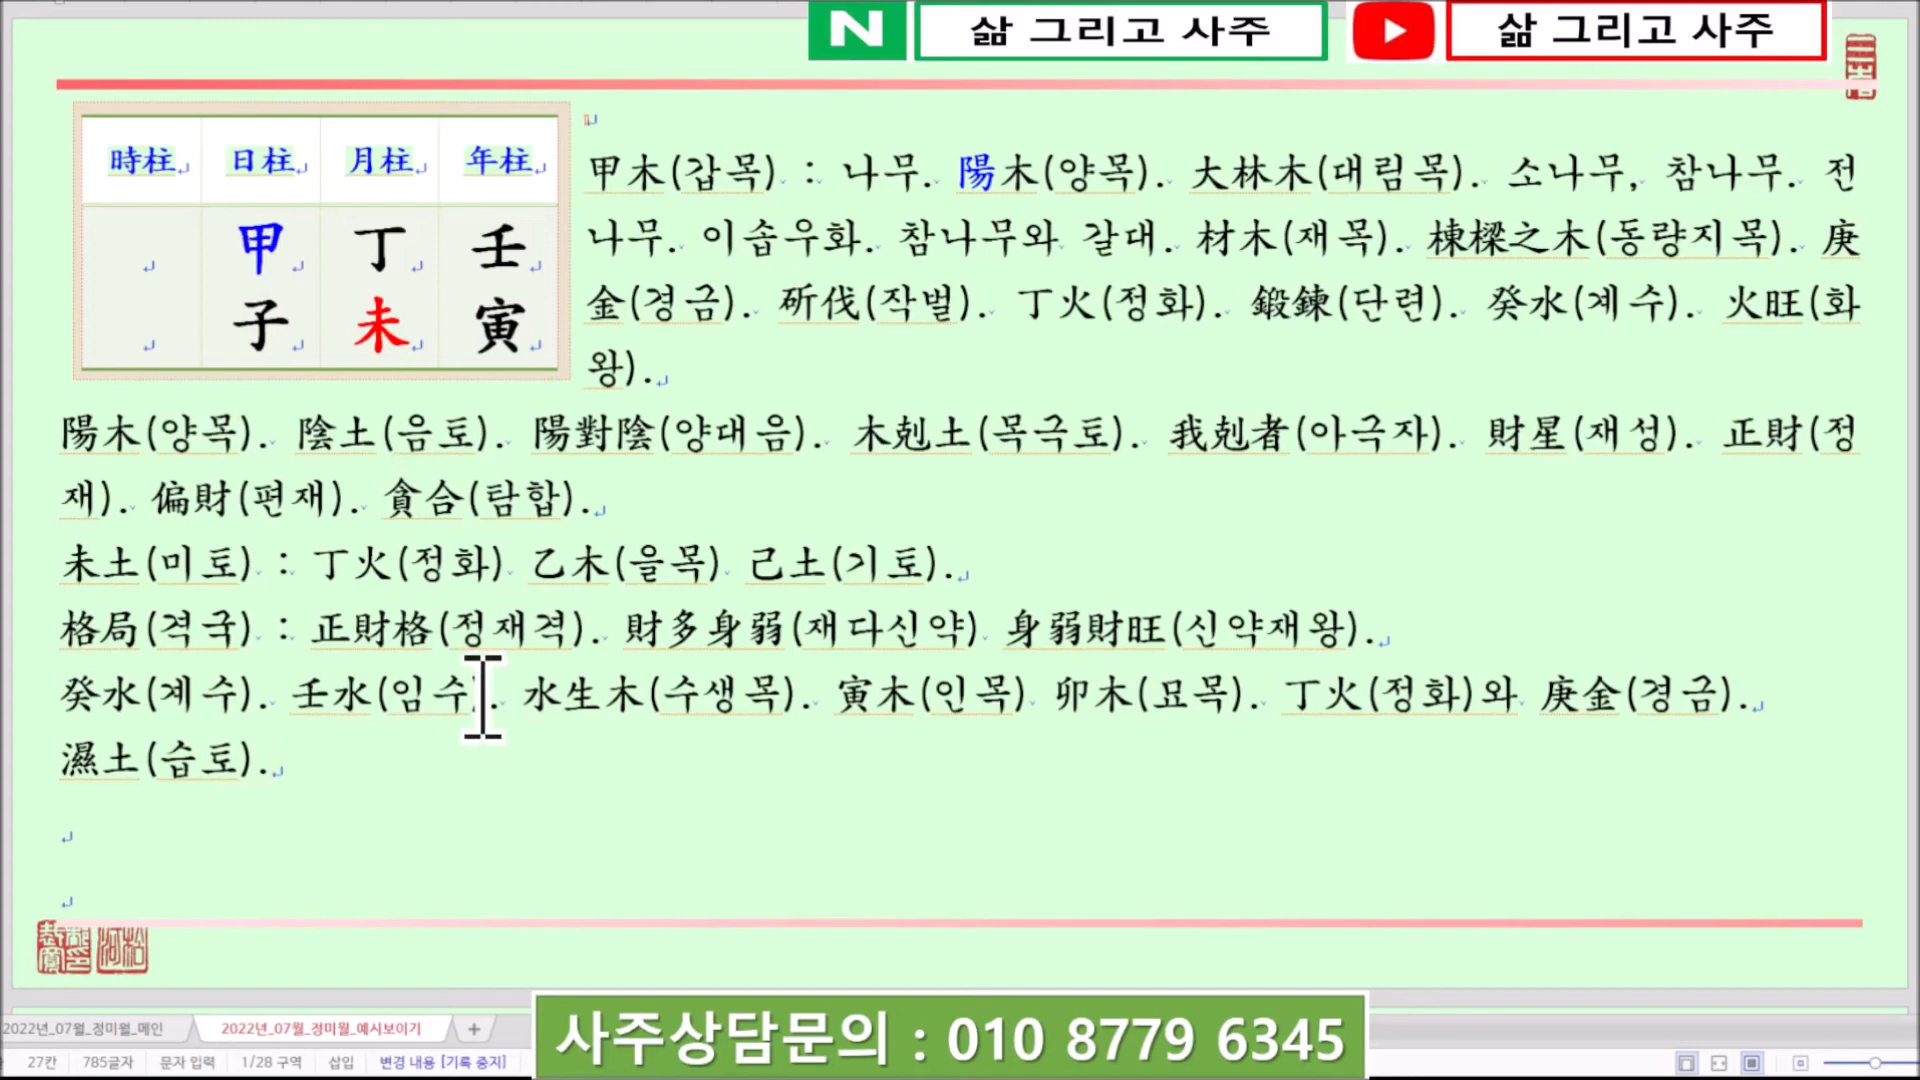 N 삶 그리고 사주 삶 그리고 사주
時柱 日柱 月柱 年柱
甲 丁 壬
子 未 寅
甲木(갑목) : 나무. 陽木(양목). 大林木(대림목). 소나무, 참나무. 전
나무. 이솝우화. 참나무와 갈대. 材木(재목). 棟樑之木(동량지목). 庚
金(경금). 斫伐(작벌). 丁火(정화). 鍛鍊(단련). 癸水(계수). 火旺(화
왕).
陽木(양목). 陰土(음토). 陽對陰(양대음). 木剋土(목극토). 我剋者(아극자). 財星(재성). 正財(정
재). 偏財(편재). 貪合(탐합).
未土(미토) : 丁火(정화) 乙木(을목) 己土(기토).
格局(격국) : 正財格(정재격). 財多身弱(재다신약) 身弱財旺(신약재왕).
癸水(계수). 壬水(임수). 水生木(수생목). 寅木(인목) 卯木(묘목). 丁火(정화)와 庚金(경금).
濕土(습토).
2022년_07월_정미월_메인 2022년_07월_정미월_예시보이기 +
27칸 785글자 문자 입력 1/28 구역 삽입 변경 내용 [기록 중지]
사주상담문의 : 010 8779 6345